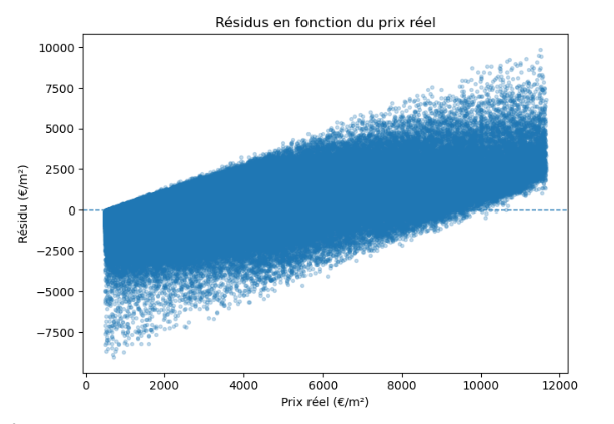 Résidus en fonction du prix réel
10000
7500
5000
2500
0
−2500
−5000
−7500
Résidu (€/m²)
0 2000 4000 6000 8000 10000 12000
Prix réel (€/m²)